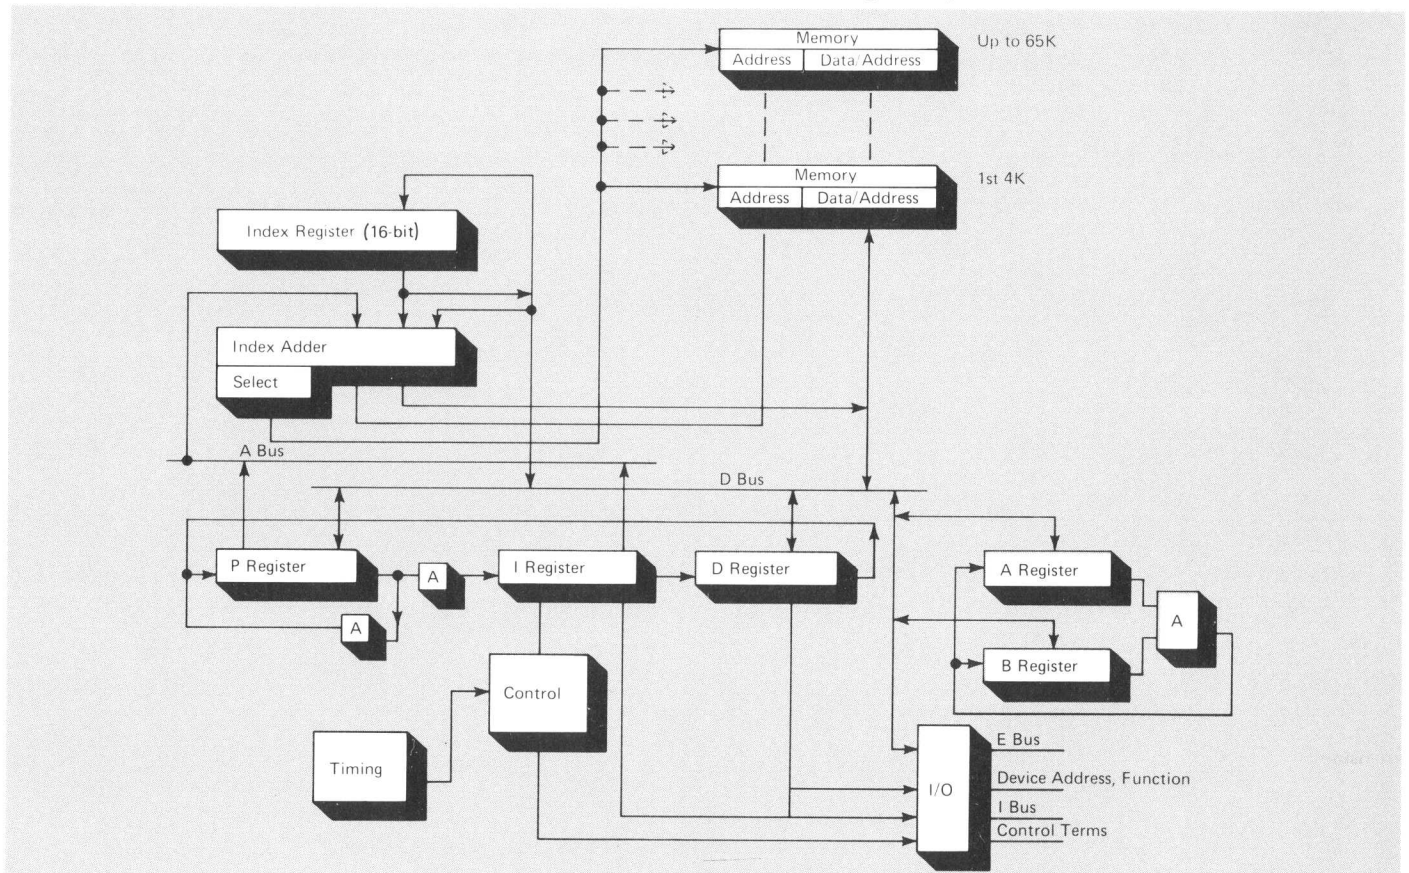 Memory
Up to 65K
Address
Data/Address
Memory
1st 4K
Address
Data/Address
Index Register (16-bit)
Index Adder
Select
A Bus
D Bus
P Register
A
I Register
D Register
A Register
A
A
B Register
Control
Timing
I/O
E Bus
Device Address, Function
I Bus
Control Terms